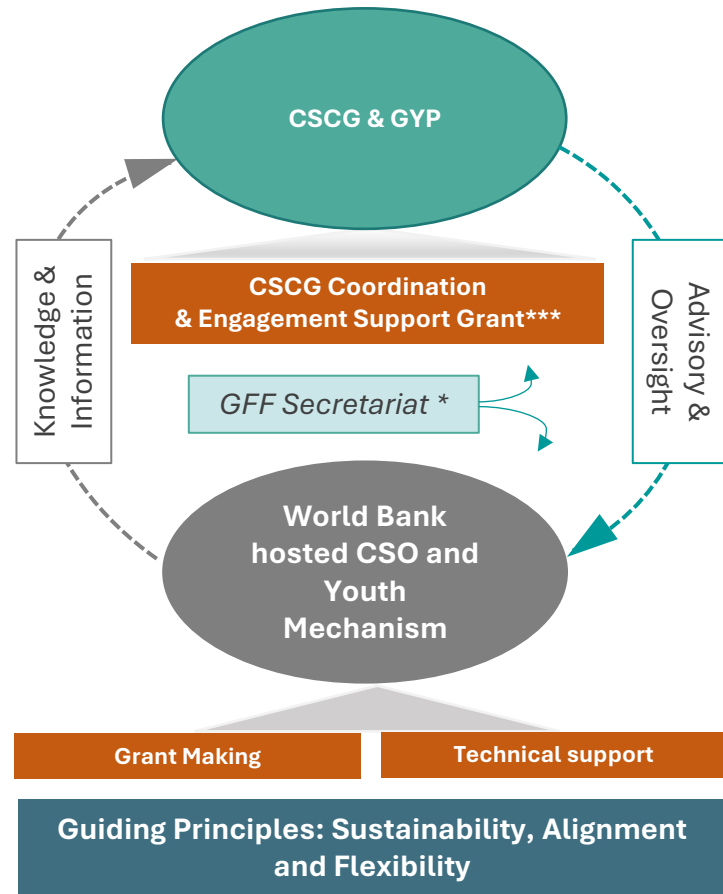 CSCG & GYP
Knowledge &
Information
CSCG Coordination
& Engagement Support Grant***
Advisory &
Oversight
GFF Secretariat *
World Bank
hosted CSO and
Youth
Mechanism
Grant Making
Technical support
Guiding Principles: Sustainability, Alignment
and Flexibility